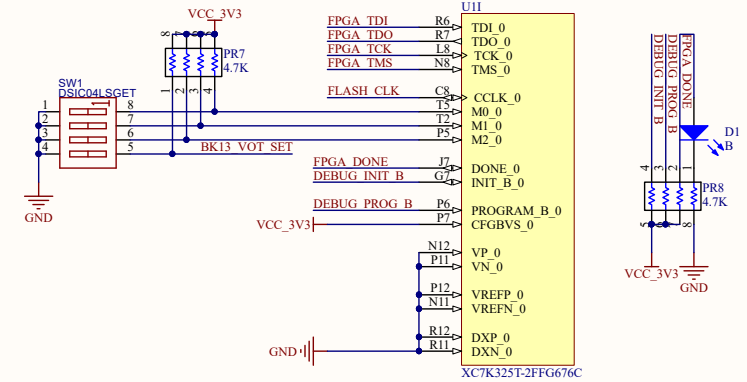 VCC_3V3
8
7
6
5
PR7
4.7K
1
2
3
4
SW1
DSIC04LSGET
1
2
3
4
8
7
6
5
BK13_VOT_SET
GND
U1I
FPGA_TDI R6 TDI_0
FPGA_TDO R7 TDO_0
FPGA_TCK L8 TCK_0
FPGA_TMS N8 TMS_0
FLASH_CLK C8 CCLK_0
T5 M0_0
T2 M1_0
P5 M2_0
FPGA_DONE J7 DONE_0
DEBUG_INIT_B G7 INIT_B_0
DEBUG_PROG_B P6 PROGRAM_B_0
VCC_3V3 P7 CFGBVS_0
N12 VP_0
P11 VN_0
P12 VREFP_0
N11 VREFN_0
R12 DXP_0
GND R11 DXN_0
XC7K325T-2FFG676C
DEBUG_INIT_B
DEBUG_PROG_B
FPGA_DONE
D1
B
4
3
2
1
PR8
4.7K
5
6
7
8
VCC_3V3
GND